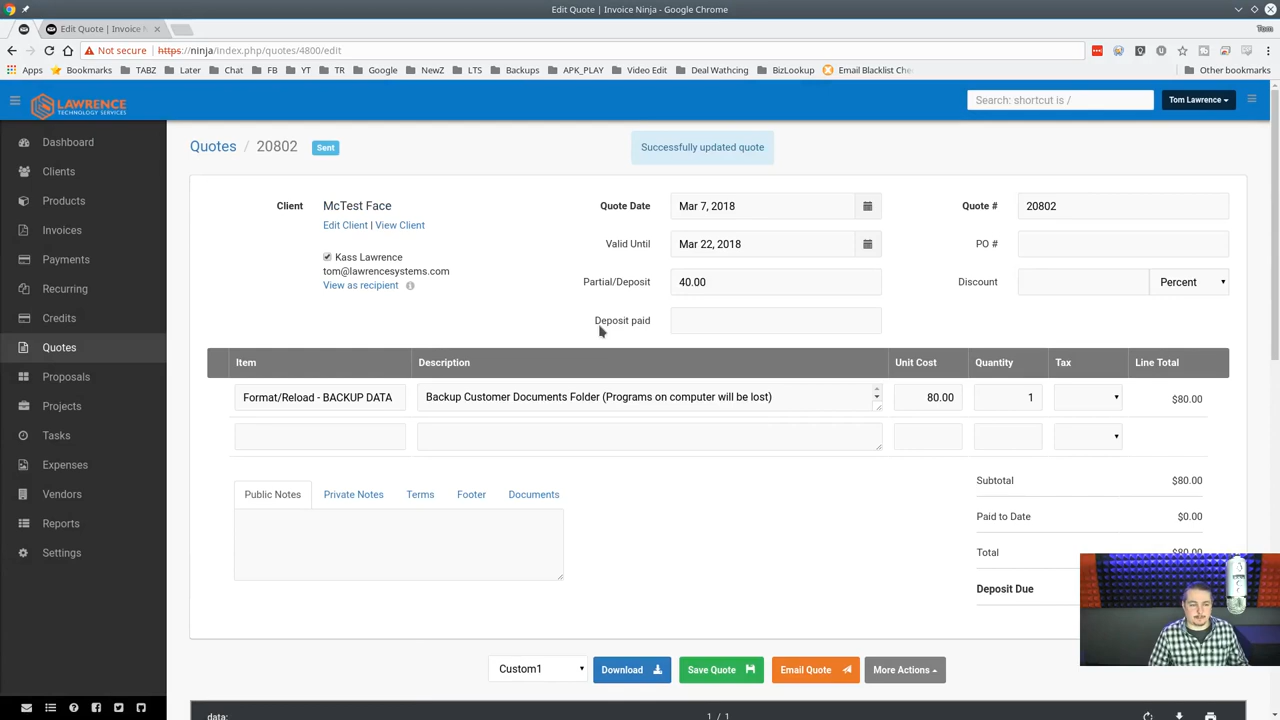 Edit Quote | Invoice Ninja - Google Chrome
Edit Quote | Invoice N
Tom
Not secure | https://ninja/index.php/quotes/4800/edit
Apps Bookmarks TABZ Later Chat FB YT TR Google NewZ LTS Backups APK_PLAY Video Edit Deal Wathcing BizLookup Email Blacklist Che Other bookmarks
LAWRENCE
TECHNOLOGY SERVICES
Search: shortcut is /
Tom Lawrence
Dashboard
Clients
Products
Invoices
Payments
Recurring
Credits
Quotes
Proposals
Projects
Tasks
Expenses
Vendors
Reports
Settings
Quotes / 20802 Sent
Successfully updated quote
Client McTest Face
Edit Client | View Client
Kass Lawrence
tom@lawrencesystems.com
View as recipient
Quote Date Mar 7, 2018
Valid Until Mar 22, 2018
Partial/Deposit 40.00
Deposit paid
Quote # 20802
PO #
Discount Percent
Item Description Unit Cost Quantity Tax Line Total
Format/Reload - BACKUP DATA Backup Customer Documents Folder (Programs on computer will be lost) 80.00 1 $80.00
Public Notes Private Notes Terms Footer Documents
Subtotal $80.00
Paid to Date $0.00
Total $80.00
Deposit Due
Custom1 Download Save Quote Email Quote More Actions
data: 1 / 1